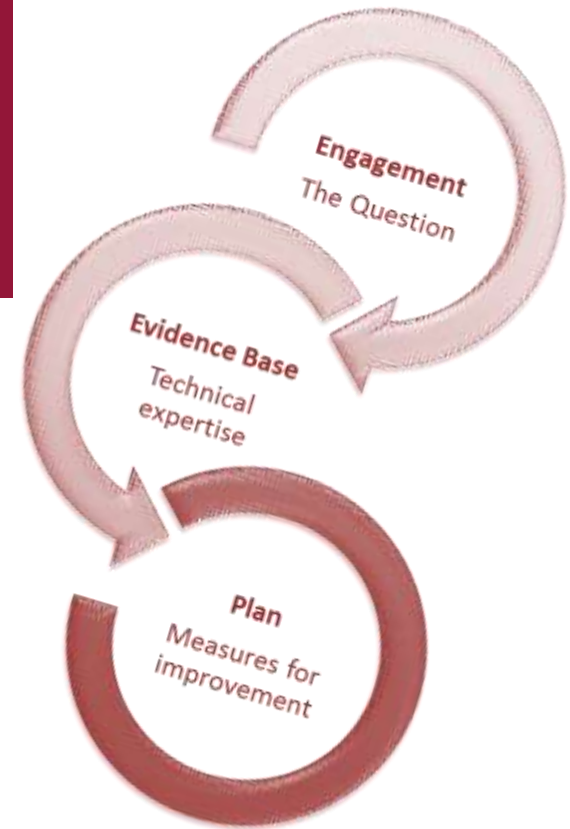 Engagement
The Question
Evidence Base
Technical
expertise
Plan
Measures for
improvement